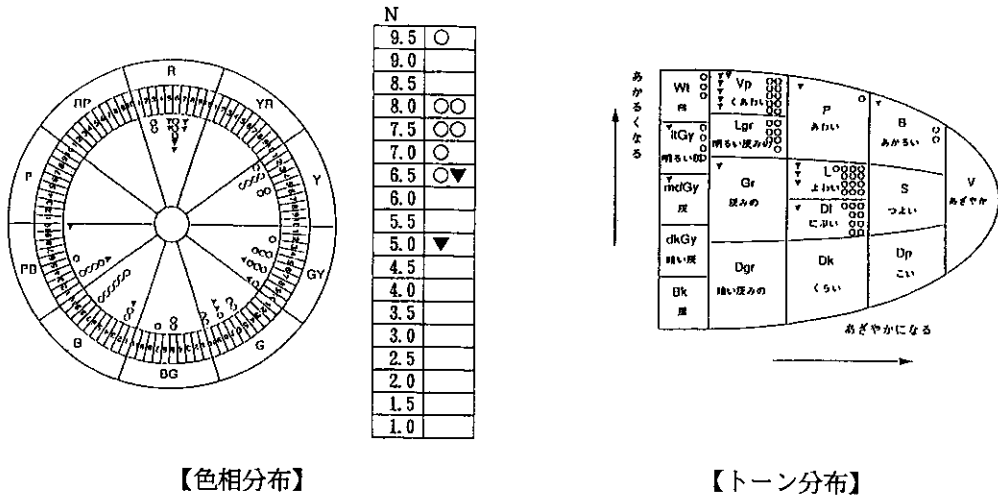 R
YR
Y
GY
G
BG
B
PB
P
RP
N
9.5 ○
9.0
8.5
8.0 ○○
7.5 ○○
7.0 ○
6.5 ○▼
6.0
5.5
5.0 ▼
4.5
4.0
3.5
3.0
2.5
2.0
1.5
1.0
【色相分布】
あかるくなる
Wt
白
ltGy
明るい灰
mdGy
灰
dkGy
暗い灰
Bk
黒
Vp
くあわい
Lgr
明るい灰みの
Gr
灰みの
Dgr
暗い灰みの
P
あわい
L
よわい
Dl
にぶい
Dk
くらい
B
あかるい
S
つよい
Dp
こい
V
あざやか
あざやかになる
【トーン分布】